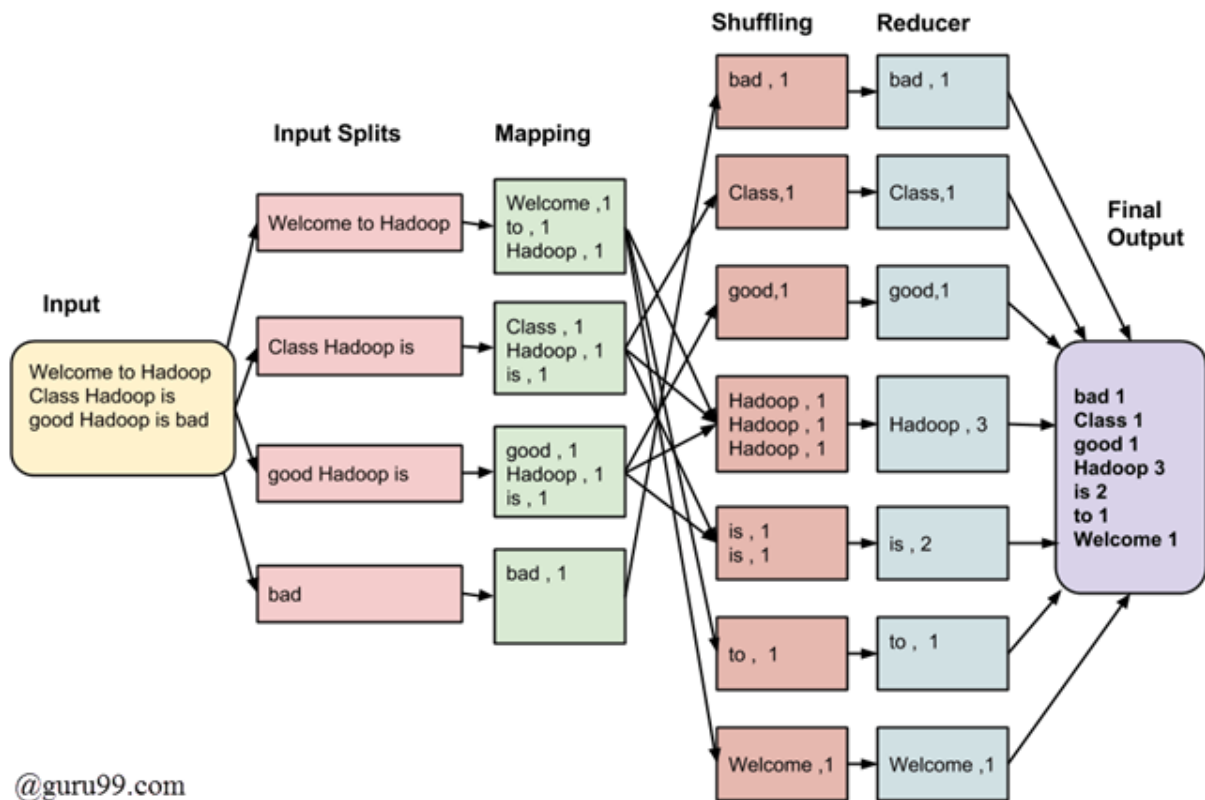 Input
Welcome to Hadoop
Class Hadoop is
good Hadoop is bad
Input Splits
Welcome to Hadoop
Class Hadoop is
good Hadoop is
bad
Mapping
Welcome ,1
to , 1
Hadoop , 1
Class , 1
Hadoop , 1
is , 1
good , 1
Hadoop , 1
is , 1
bad , 1
Shuffling
bad , 1
Class,1
good,1
Hadoop , 1
Hadoop , 1
Hadoop , 1
is , 1
is , 1
to , 1
Welcome ,1
Reducer
bad , 1
Class,1
good,1
Hadoop , 3
is , 2
to , 1
Welcome ,1
Final
Output
bad 1
Class 1
good 1
Hadoop 3
is 2
to 1
Welcome 1
@guru99.com